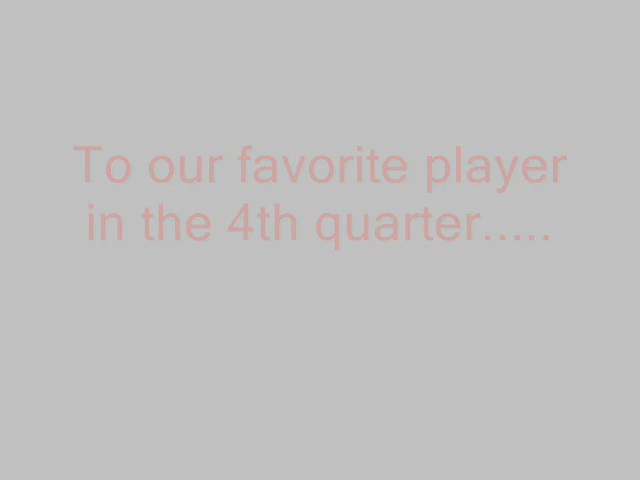 To our favorite player
in the 4th quarter.....